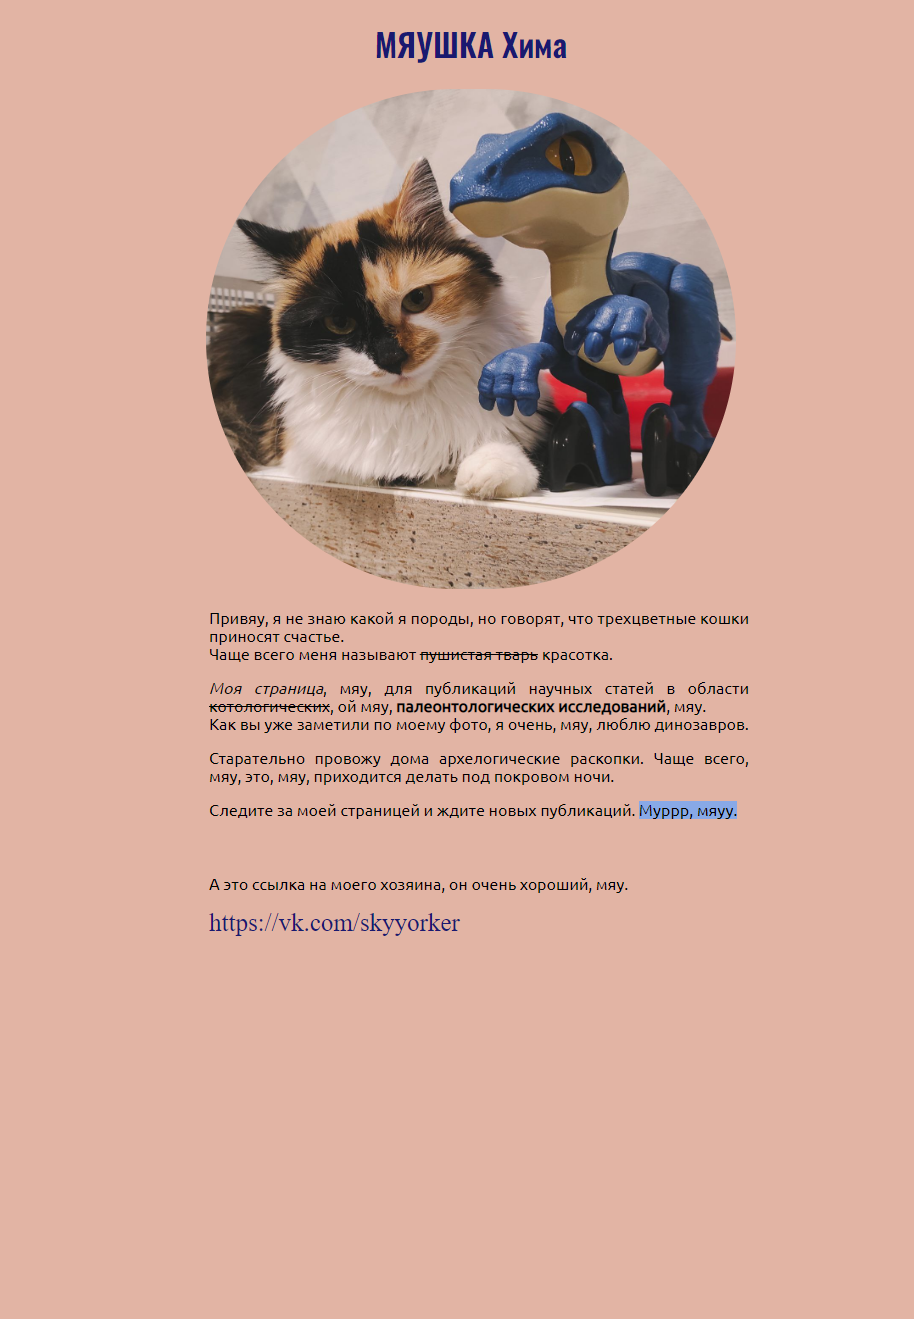 МЯУШКА Хима
Привяу, я не знаю какой я породы, но говорят, что трехцветные кошки
приносят счастье.
Чаще всего меня называют пушистая тварь красотка.
Моя страница, мяу, для публикаций научных статей в области
котологических, ой мяу, палеонтологических исследований, мяу.
Как вы уже заметили по моему фото, я очень, мяу, люблю динозавров.
Старательно провожу домаархелогические раскопки. Чаще всего,
мяу, это, мяу, приходится делать под покровом ночи.
Следите за моей страницей и ждите новых публикаций. Муррр, мяуу.
А это ссылка на моего хозяина, он очень хороший, мяу.
https://vk.com/skyyorker